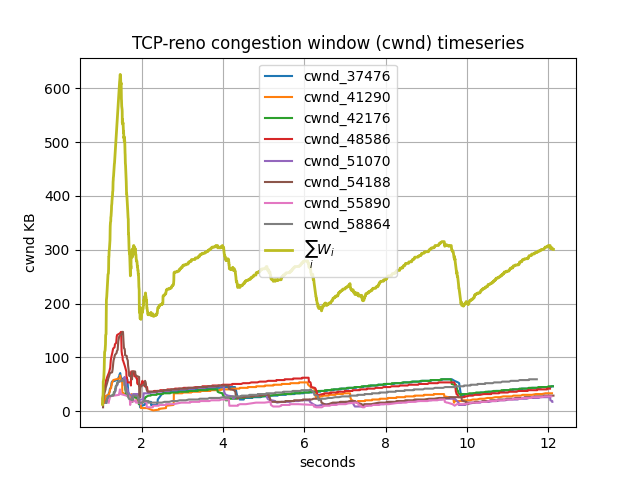 TCP-reno congestion window (cwnd) timeseries
cwnd KB
600
500
400
300
200
100
0
cwnd_37476
cwnd_41290
cwnd_42176
cwnd_48586
cwnd_51070
cwnd_54188
cwnd_55890
cwnd_58864
∑ᵢ Wᵢ
2 4 6 8 10 12
seconds